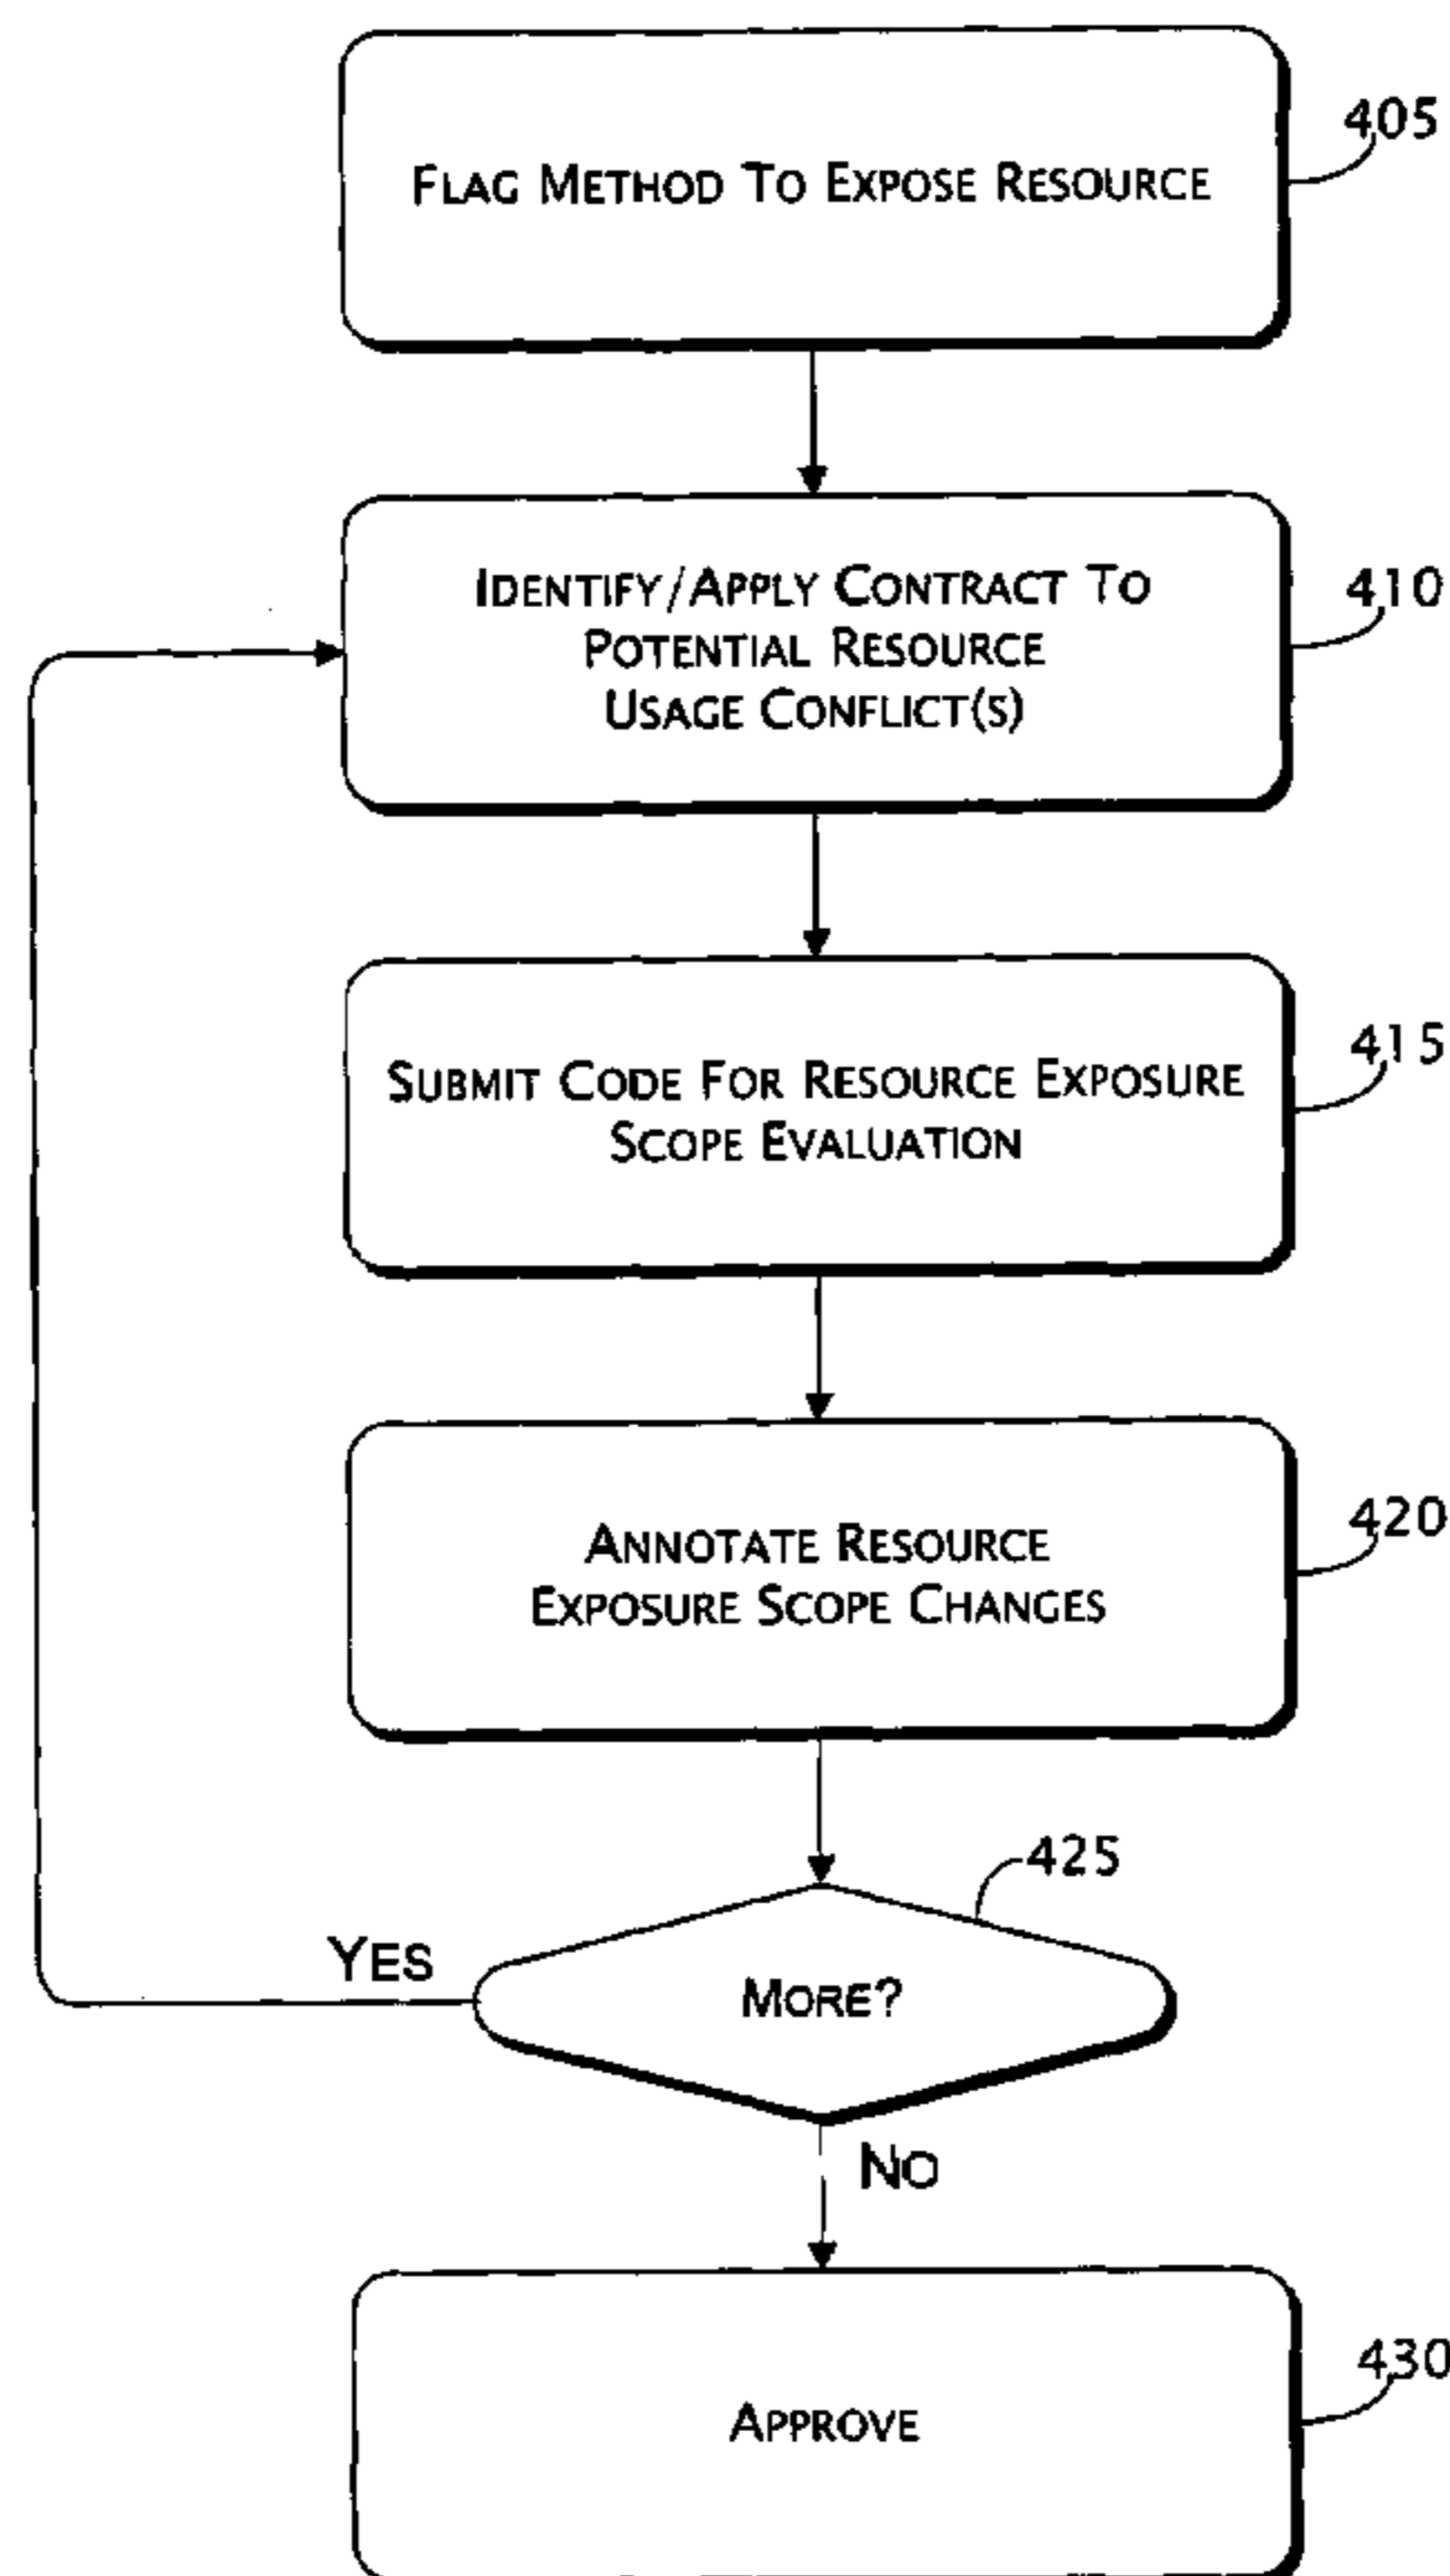 FLAG METHOD TO EXPOSE RESOURCE
405
IDENTIFY/APPLY CONTRACT TO
POTENTIAL RESOURCE
USAGE CONFLICT(S)
410
SUBMIT CODE FOR RESOURCE EXPOSURE
SCOPE EVALUATION
415
ANNOTATE RESOURCE
EXPOSURE SCOPE CHANGES
420
425
YES
MORE?
NO
APPROVE
430